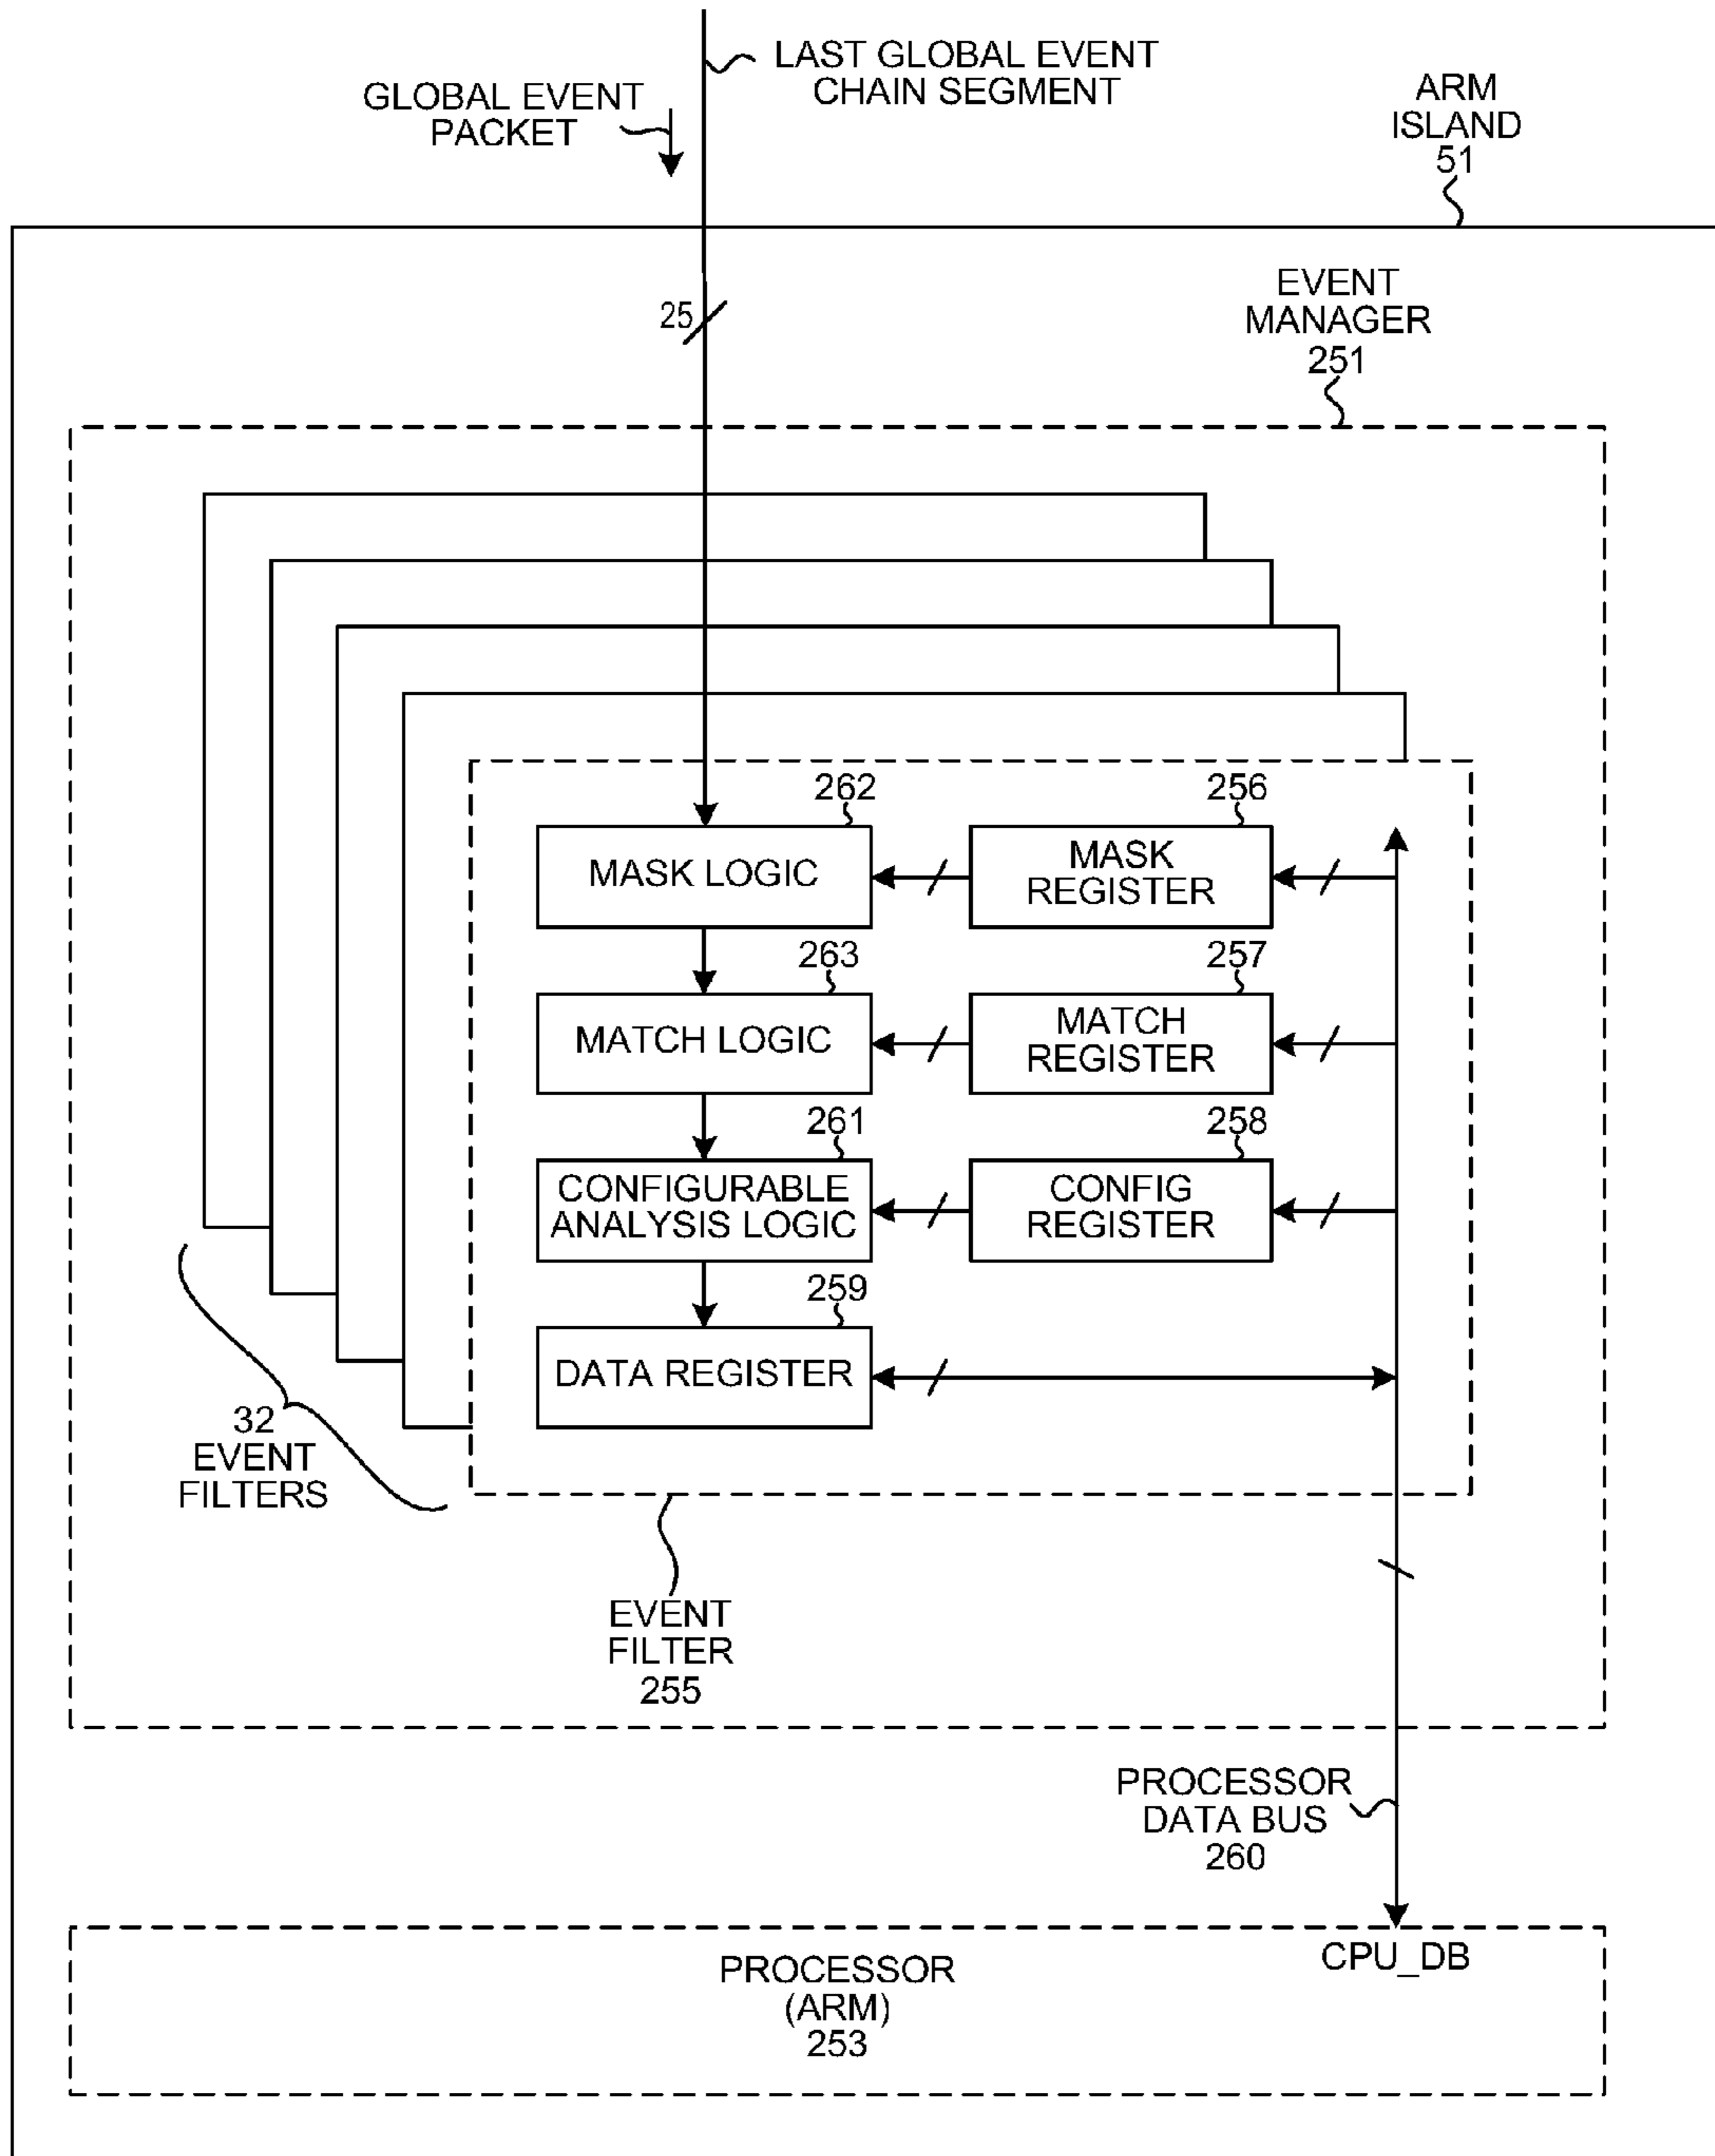 LAST GLOBAL EVENT
CHAIN SEGMENT
GLOBAL EVENT
PACKET
ARM
ISLAND
51
25
EVENT
MANAGER
251
262
256
MASK LOGIC
MASK
REGISTER
263
257
MATCH LOGIC
MATCH
REGISTER
261
258
CONFIGURABLE
ANALYSIS LOGIC
CONFIG
REGISTER
259
DATA REGISTER
32
EVENT
FILTERS
EVENT
FILTER
255
PROCESSOR
DATA BUS
260
CPU_DB
PROCESSOR
(ARM)
253